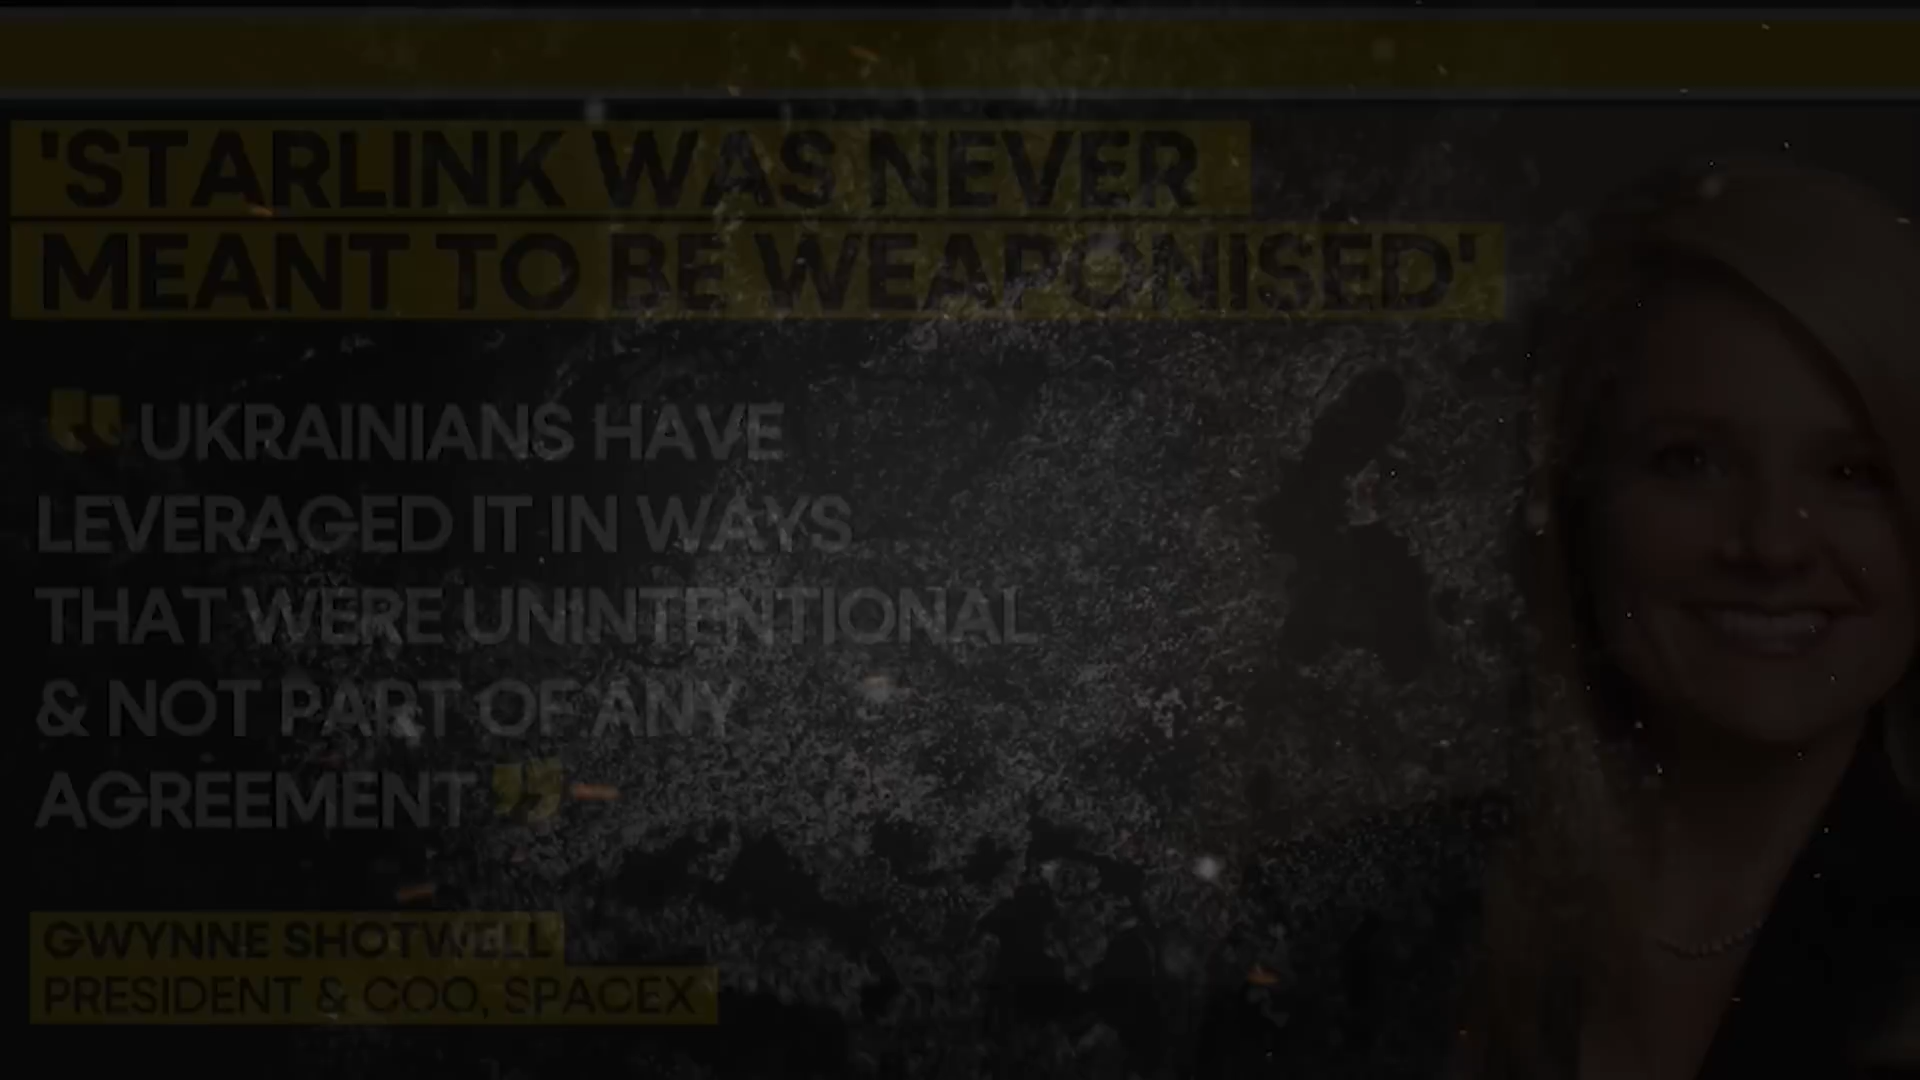 'STARLINK WAS NEVER
MEANT TO BE WEAPONISED'
“UKRAINIANS HAVE
LEVERAGED IT IN WAYS
THAT WERE UNINTENTIONAL
& NOT PART OF ANY
AGREEMENT”
GWYNNE SHOTWELL
PRESIDENT & COO, SPACEX